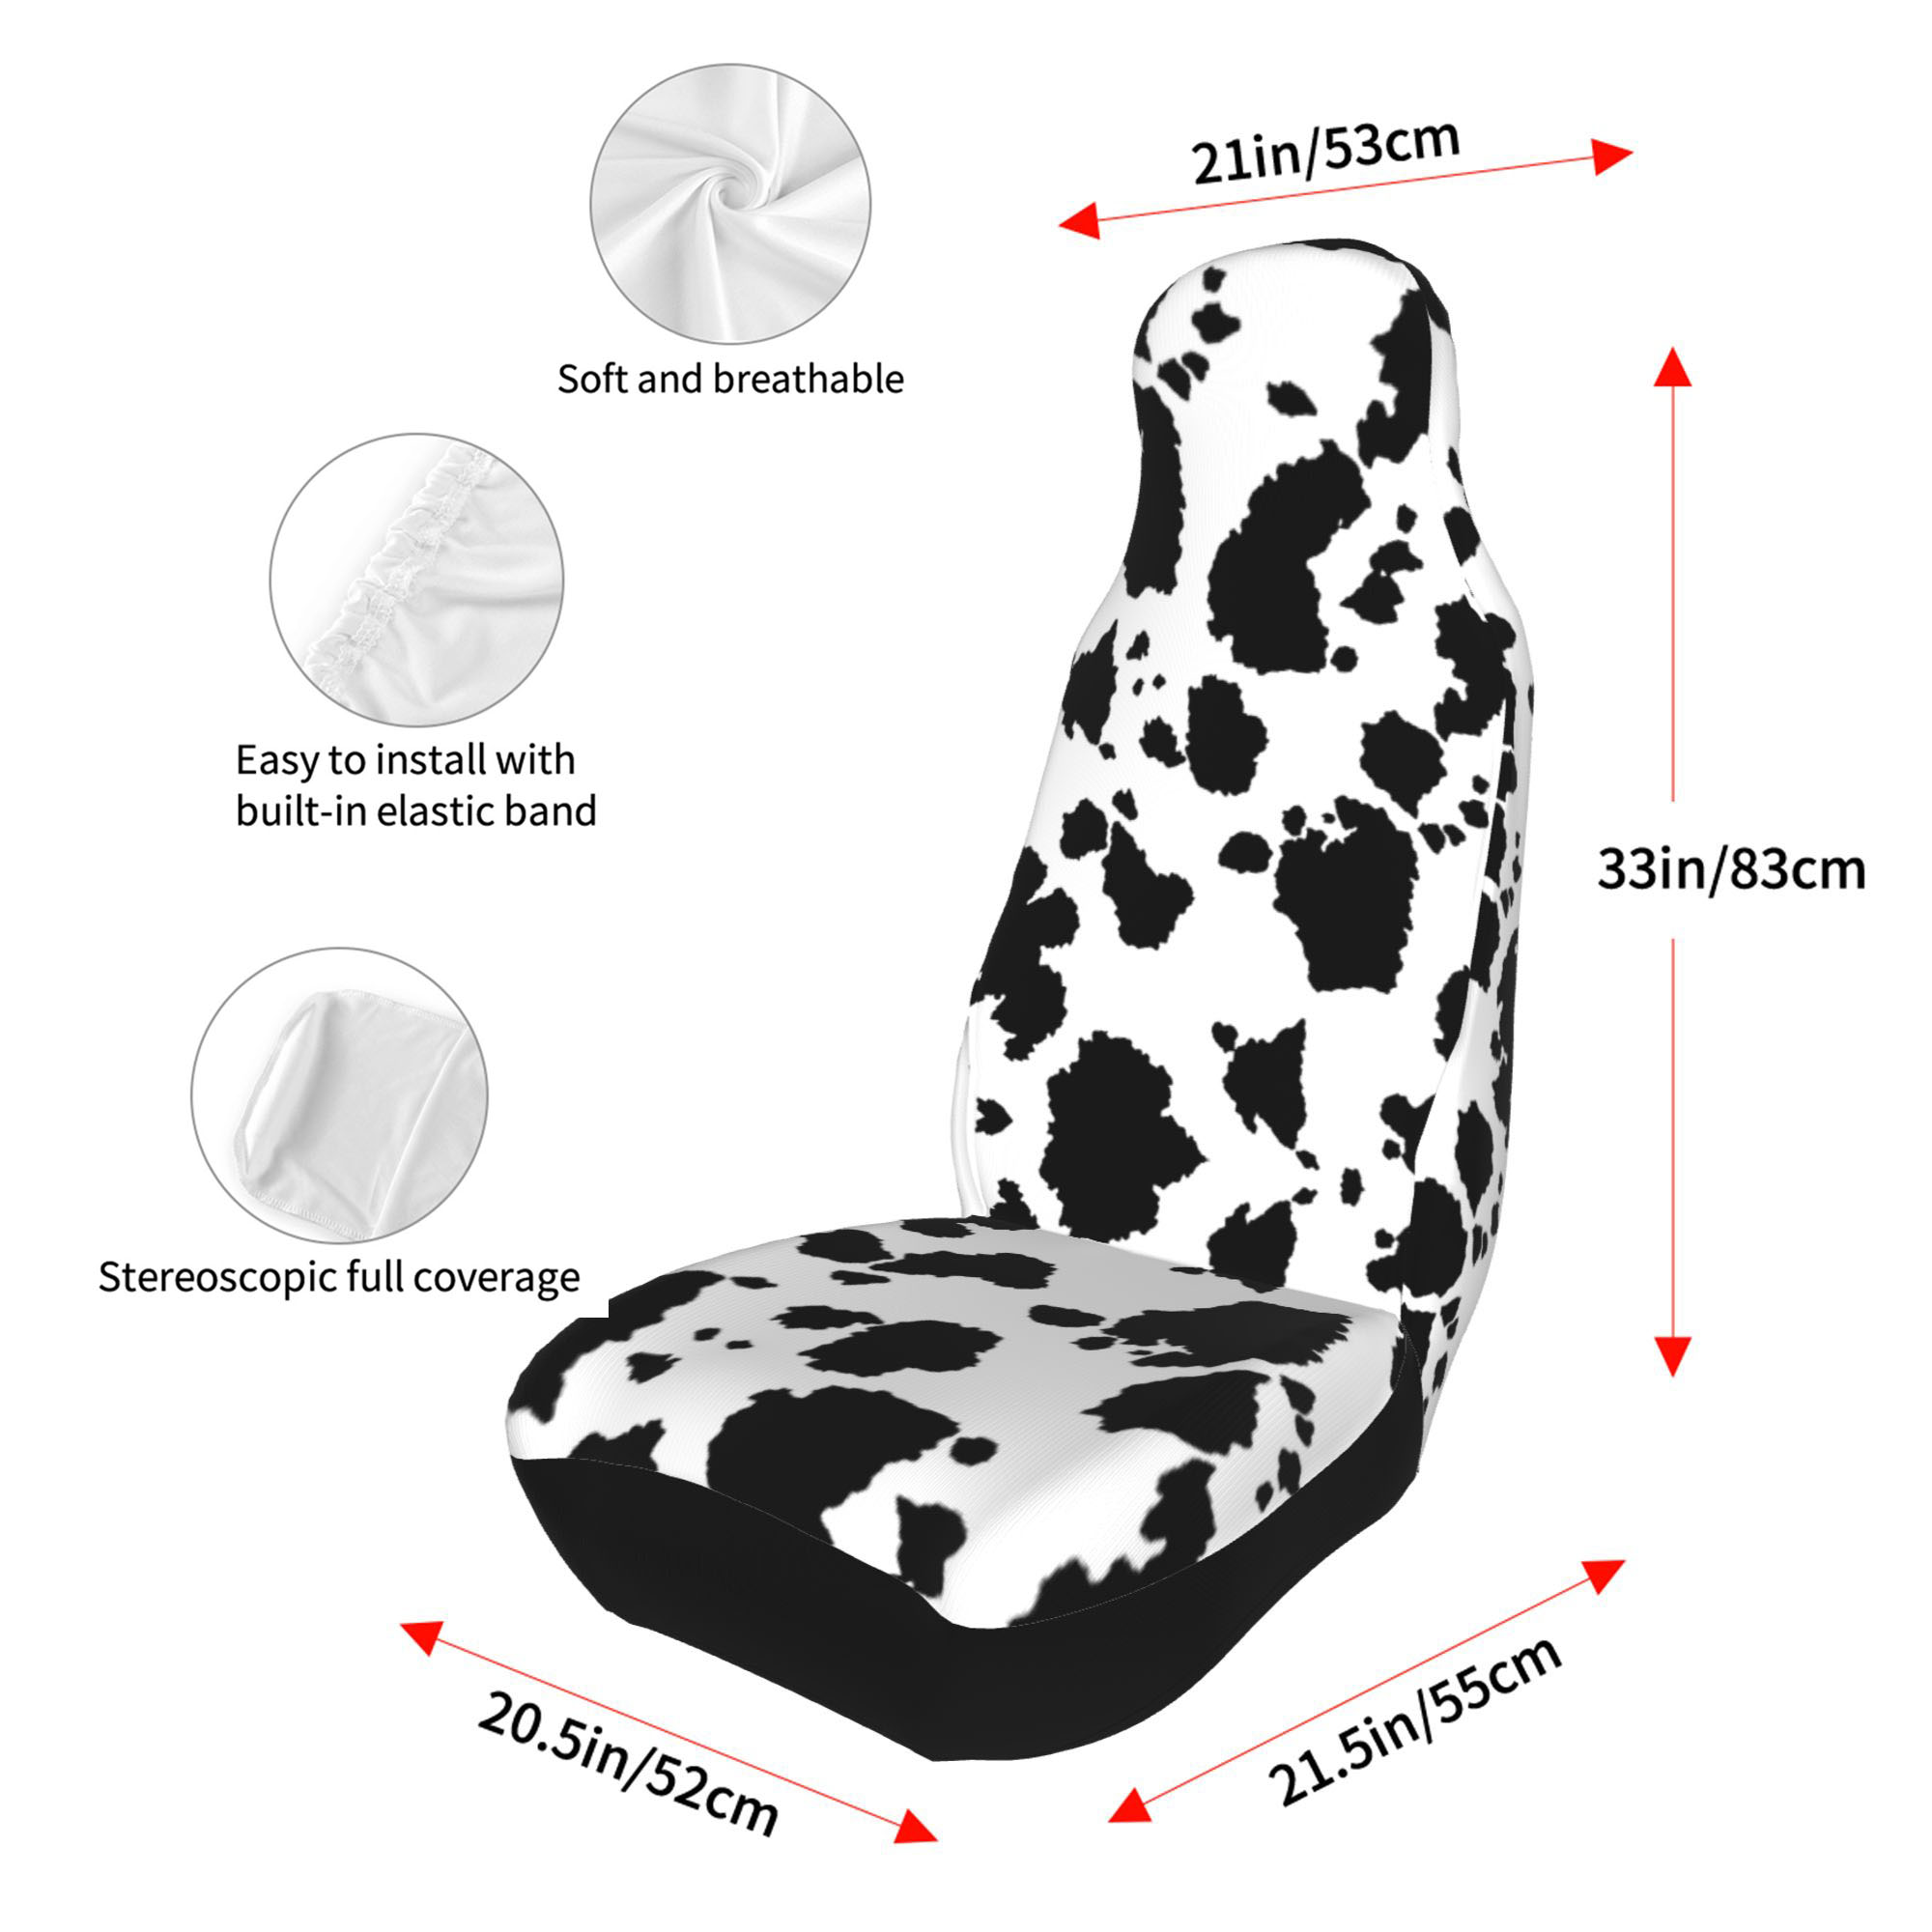 21in/53cm
Soft and breathable
Easy to install with
built-in elastic band
33in/83cm
Stereoscopic full coverage
20.5in/52cm
21.5in/55cm